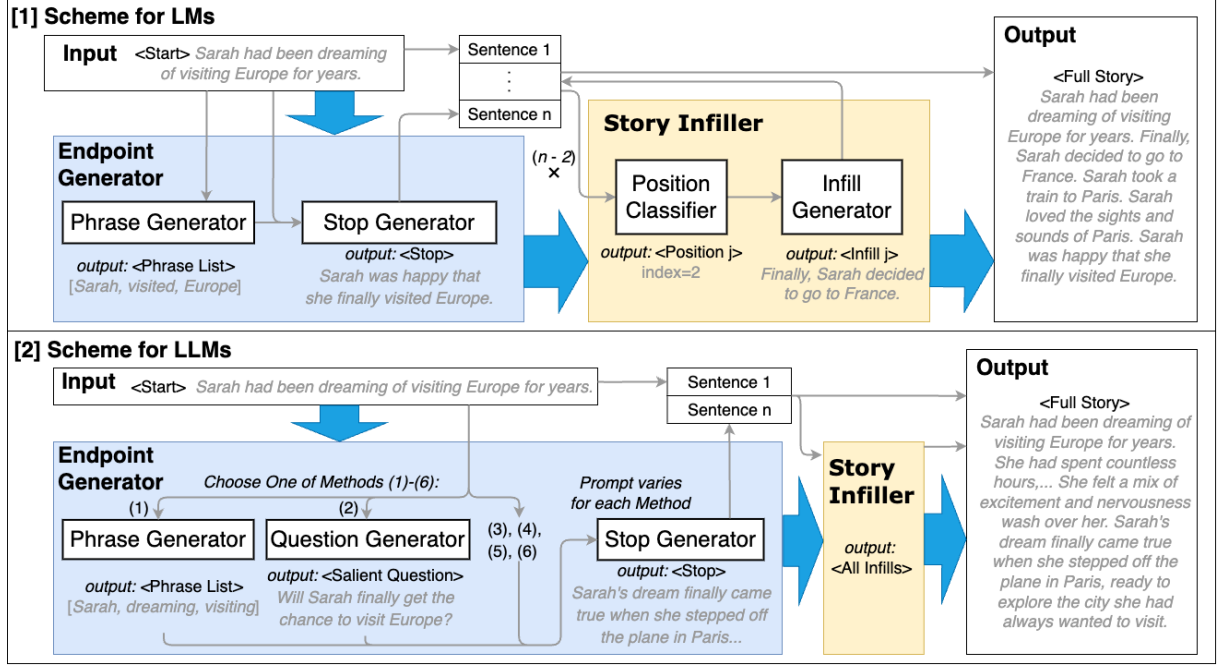 [1] Scheme for LMs
Input <Start> Sarah had been dreaming
of visiting Europe for years.
Sentence 1
⋮
Sentence n
Endpoint
Generator
Phrase Generator
output: <Phrase List>
[Sarah, visited, Europe]
Stop Generator
output: <Stop>
Sarah was happy that
she finally visited Europe.
(n - 2)
×
Story Infiller
Position
Classifier
output: <Position j>
index=2
Infill
Generator
output: <Infill j>
Finally, Sarah decided
to go to France.
Output
<Full Story>
Sarah had been
dreaming of visiting
Europe for years. Finally,
Sarah decided to go to
France. Sarah took a
train to Paris. Sarah
loved the sights and
sounds of Paris. Sarah
was happy that she
finally visited Europe.
[2] Scheme for LLMs
Input <Start> Sarah had been dreaming of visiting Europe for years.
Sentence 1
Sentence n
Endpoint
Generator
Choose One of Methods (1)-(6):
(1)
Phrase Generator
output: <Phrase List>
[Sarah, dreaming, visiting]
(2)
Question Generator
output: <Salient Question>
Will Sarah finally get the
chance to visit Europe?
(3), (4),
(5), (6)
Prompt varies
for each Method
Stop Generator
output: <Stop>
Sarah's dream finally came
true when she stepped off
the plane in Paris...
Story
Infiller
output:
<All Infills>
Output
<Full Story>
Sarah had been dreaming of
visiting Europe for years.
She had spent countless
hours,... She felt a mix of
excitement and nervousness
wash over her. Sarah's
dream finally came true
when she stepped off the
plane in Paris, ready to
explore the city she had
always wanted to visit.